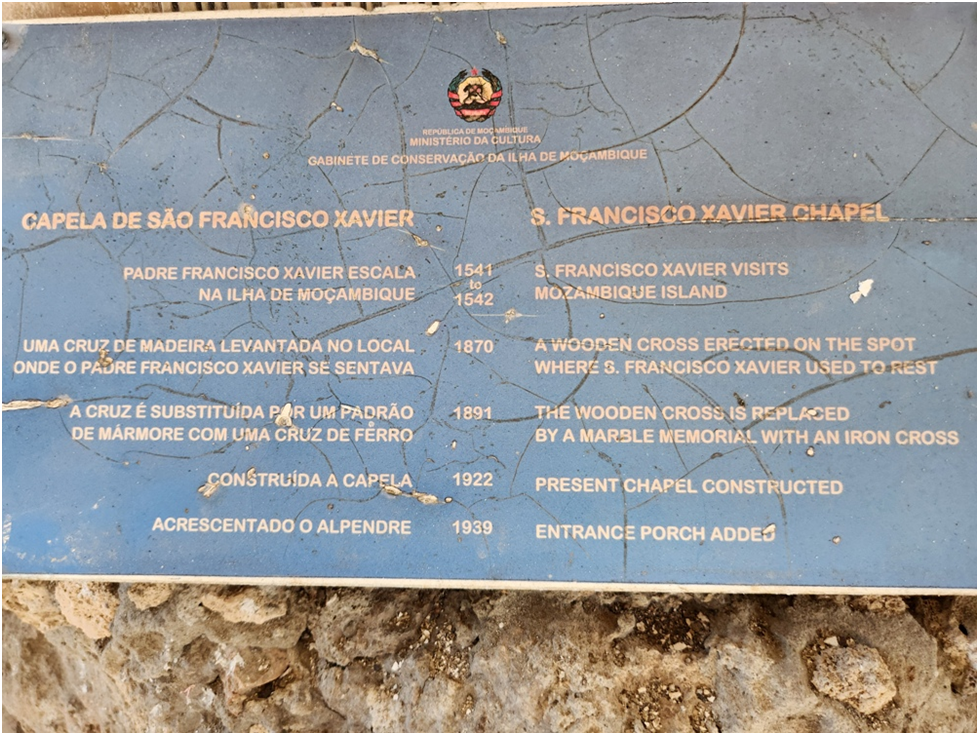 REPÚBLICA DE MOÇAMBIQUE
MINISTÉRIO DA CULTURA
GABINETE DE CONSERVAÇÃO DA ILHA DE MOÇAMBIQUE
CAPELA DE SÃO FRANCISCO XAVIER
S. FRANCISCO XAVIER CHAPEL
PADRE FRANCISCO XAVIER ESCALA
NA ILHA DE MOÇAMBIQUE
1541
to
1542
S. FRANCISCO XAVIER VISITS
MOZAMBIQUE ISLAND
UMA CRUZ DE MADEIRA LEVANTADA NO LOCAL
ONDE O PADRE FRANCISCO XAVIER SE SENTAVA
1870
A WOODEN CROSS ERECTED ON THE SPOT
WHERE S. FRANCISCO XAVIER USED TO REST
A CRUZ É SUBSTITUÍDA POR UM PADRÃO
DE MÁRMORE COM UMA CRUZ DE FERRO
1891
THE WOODEN CROSS IS REPLACED
BY A MARBLE MEMORIAL WITH AN IRON CROSS
CONSTRUÍDA A CAPELA
1922
PRESENT CHAPEL CONSTRUCTED
ACRESCENTADO O ALPENDRE
1939
ENTRANCE PORCH ADDED